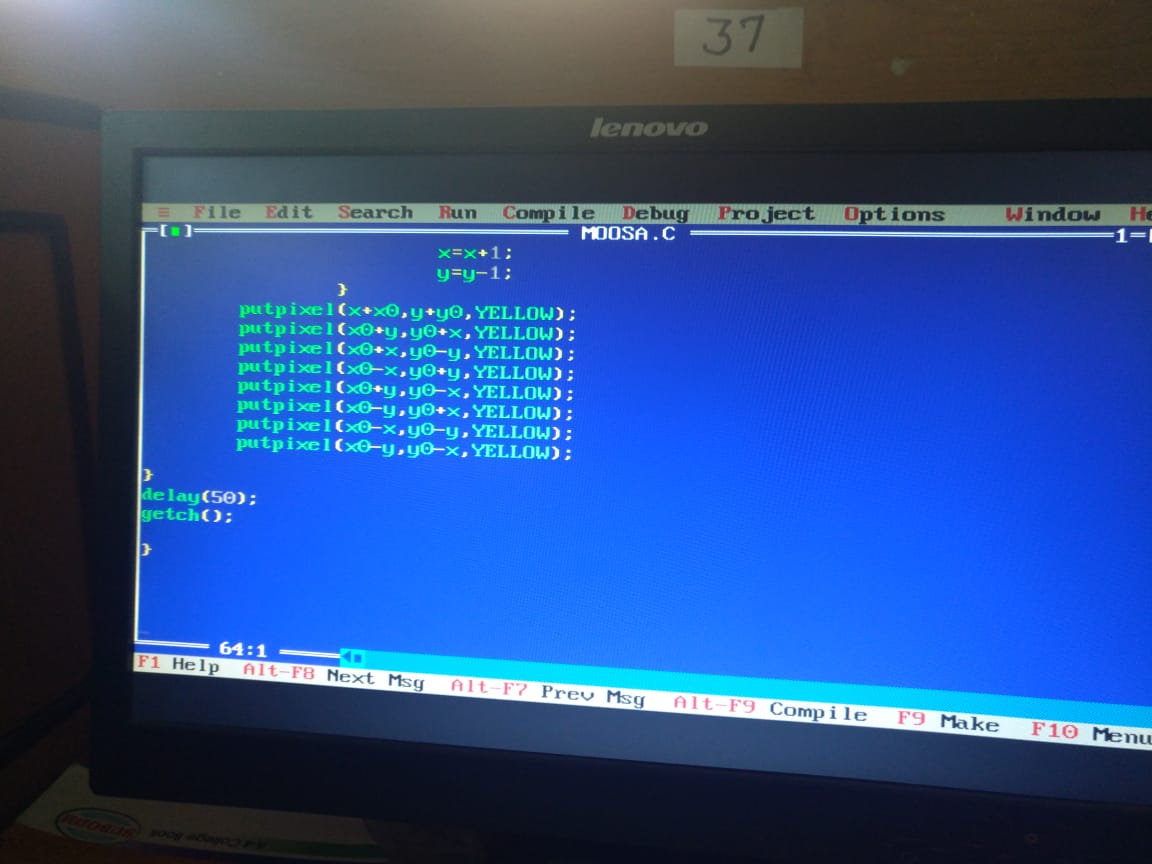 37
lenovo
≡ File Edit Search Run Compile Debug Project Options Window He
[■] MOOSA.C 1
x=x+1;
y=y-1;
}
putpixel(x+x0,y+y0,YELLOW);
putpixel(x0+y,y0+x,YELLOW);
putpixel(x0+x,y0-y,YELLOW);
putpixel(x0-x,y0+y,YELLOW);
putpixel(x0+y,y0-x,YELLOW);
putpixel(x0-y,y0+x,YELLOW);
putpixel(x0-x,y0-y,YELLOW);
putpixel(x0-y,y0-x,YELLOW);
}
delay(50);
getch();
}
64:1
F1 Help Alt-F8 Next Msg Alt-F7 Prev Msg Alt-F9 Compile F9 Make F10 Menu